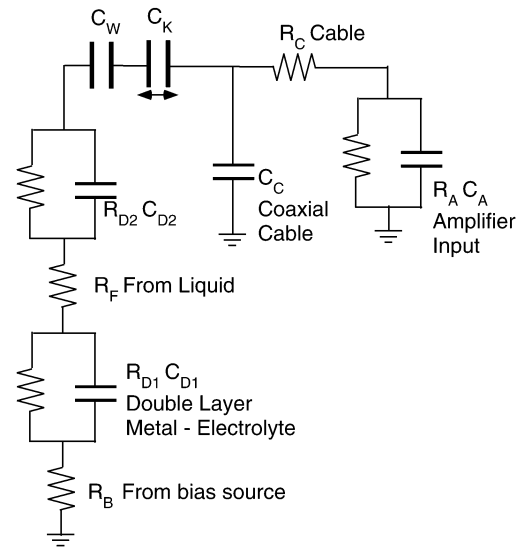 C_W
C_K
R_C Cable
C_C
Coaxial
Cable
R_A C_A
Amplifier
Input
R_D2 C_D2
R_F From Liquid
R_D1 C_D1
Double Layer
Metal - Electrolyte
R_B From bias source